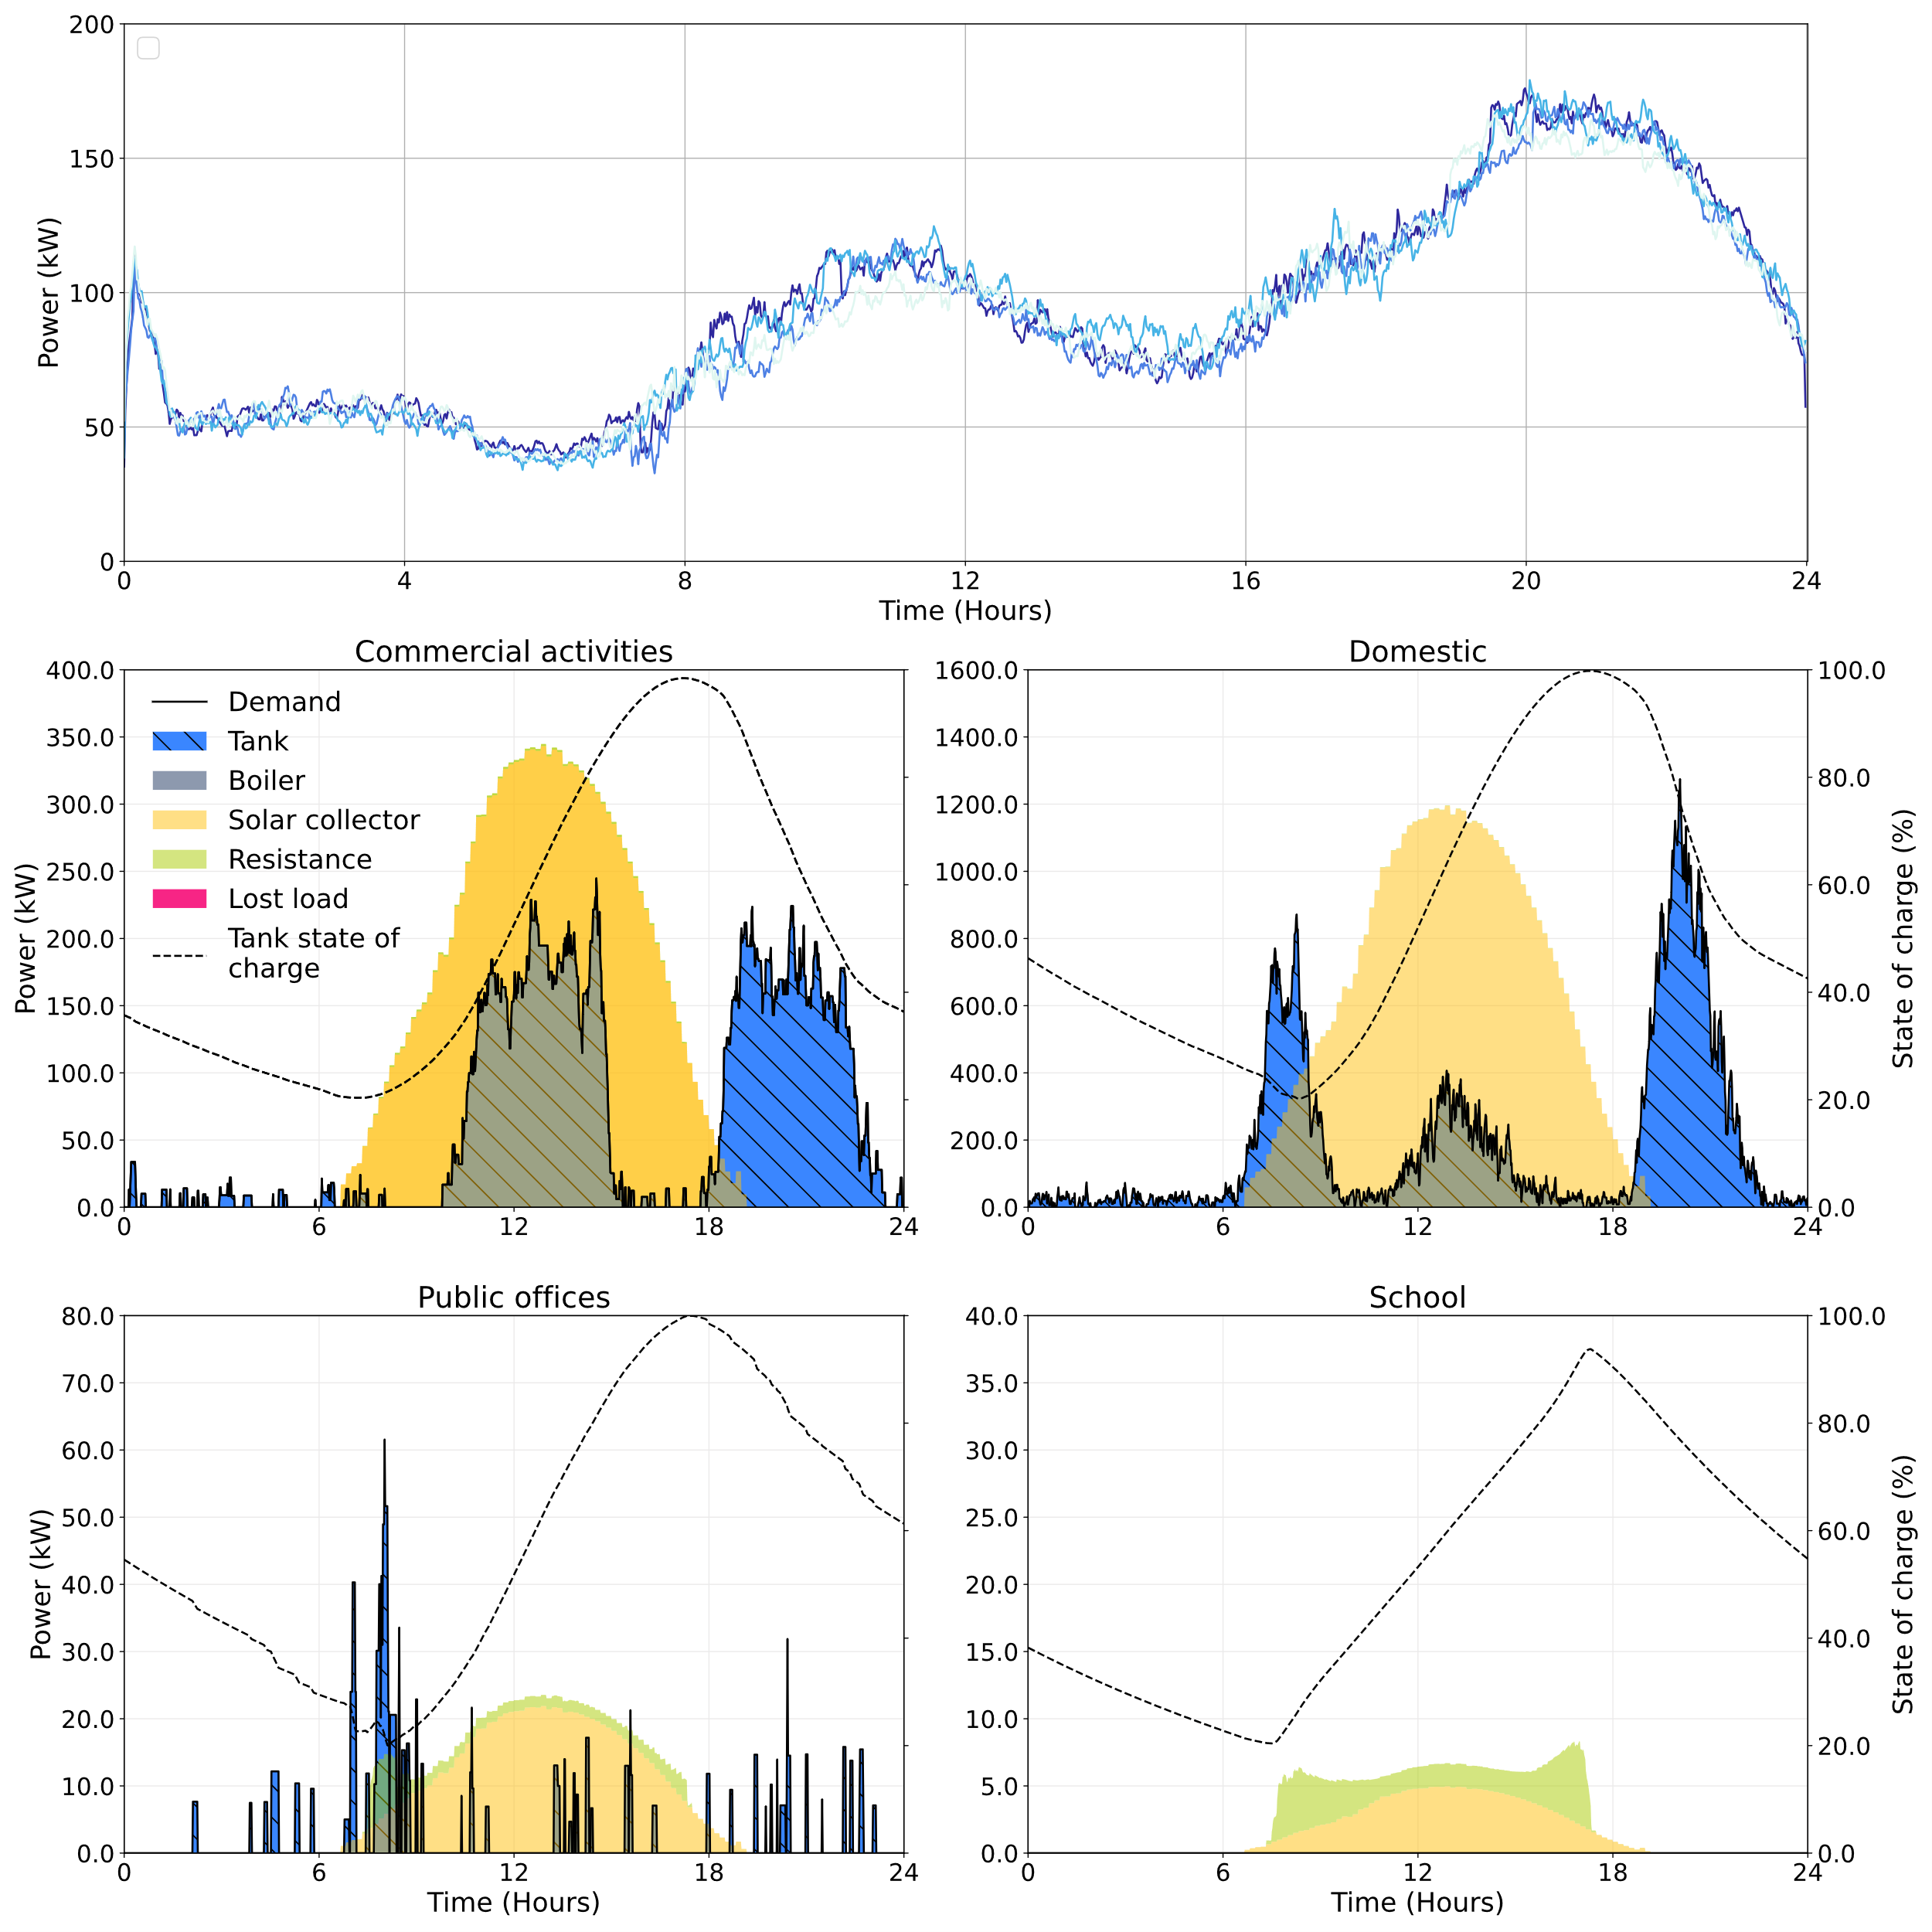 200
150
100
50
0
Power (kW)
0 4 8 12 16 20 24
Time (Hours)
Commercial activities
400.0
350.0
300.0
250.0
200.0
150.0
100.0
50.0
0.0
Power (kW)
Demand
Tank
Boiler
Solar collector
Resistance
Lost load
Tank state of
charge
0 6 12 18 24
Domestic
1600.0
1400.0
1200.0
1000.0
800.0
600.0
400.0
200.0
0.0
0 6 12 18 24
100.0
80.0
60.0
40.0
20.0
0.0
State of charge (%)
Public offices
80.0
70.0
60.0
50.0
40.0
30.0
20.0
10.0
0.0
Power (kW)
0 6 12 18 24
Time (Hours)
School
40.0
35.0
30.0
25.0
20.0
15.0
10.0
5.0
0.0
0 6 12 18 24
Time (Hours)
100.0
80.0
60.0
40.0
20.0
0.0
State of charge (%)